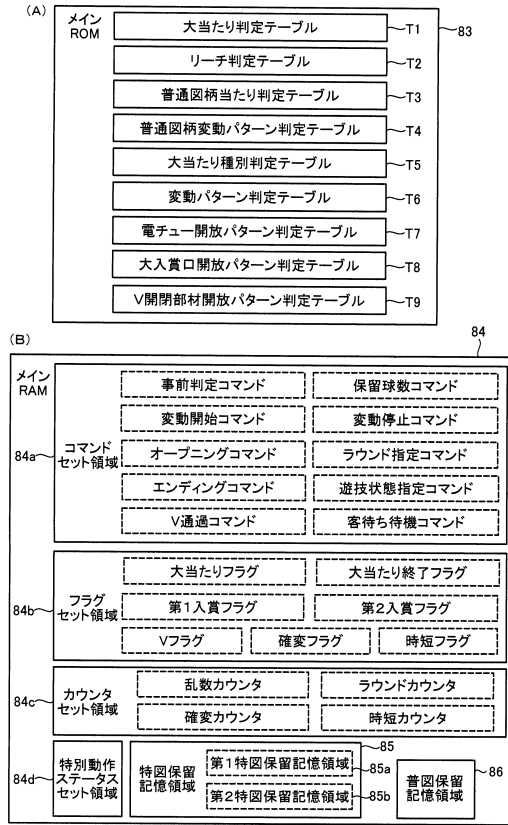 (A)
メイン
ROM
83
大当たり判定テーブル T1
リーチ判定テーブル T2
普通図柄当たり判定テーブル T3
普通図柄変動パターン判定テーブル T4
大当たり種別判定テーブル T5
変動パターン判定テーブル T6
電チュー開放パターン判定テーブル T7
大入賞口開放パターン判定テーブル T8
V開閉部材開放パターン判定テーブル T9
(B)
84
メイン
RAM
84a
コマンド
セット領域
事前判定コマンド 保留球数コマンド
変動開始コマンド 変動停止コマンド
オープニングコマンド ラウンド指定コマンド
エンディングコマンド 遊技状態指定コマンド
V通過コマンド 客待ち待機コマンド
84b
フラグ
セット領域
大当たりフラグ 大当たり終了フラグ
第1入賞フラグ 第2入賞フラグ
Vフラグ 確変フラグ 時短フラグ
84c
カウンタ
セット領域
乱数カウンタ ラウンドカウンタ
確変カウンタ 時短カウンタ
84d
特別動作
ステータス
セット領域
85
特図保留
記憶領域
第1特図保留記憶領域
85a
第2特図保留記憶領域
85b
86
普図保留
記憶領域